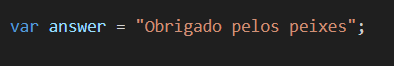 var answer = "Obrigado pelos peixes";